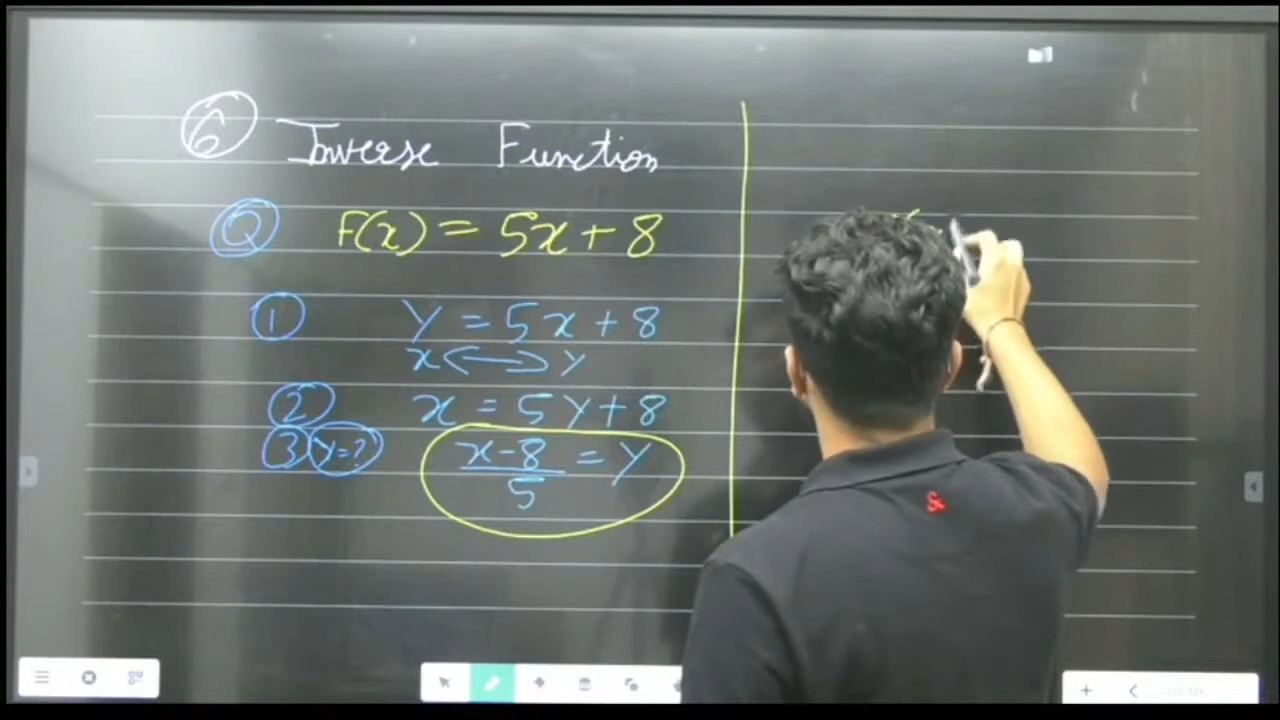 6 Inverse Function
Q F(x) = 5x + 8
1 Y = 5x + 8
x ↔ y
2 x = 5y + 8
3 Y=? x-8/5 = Y